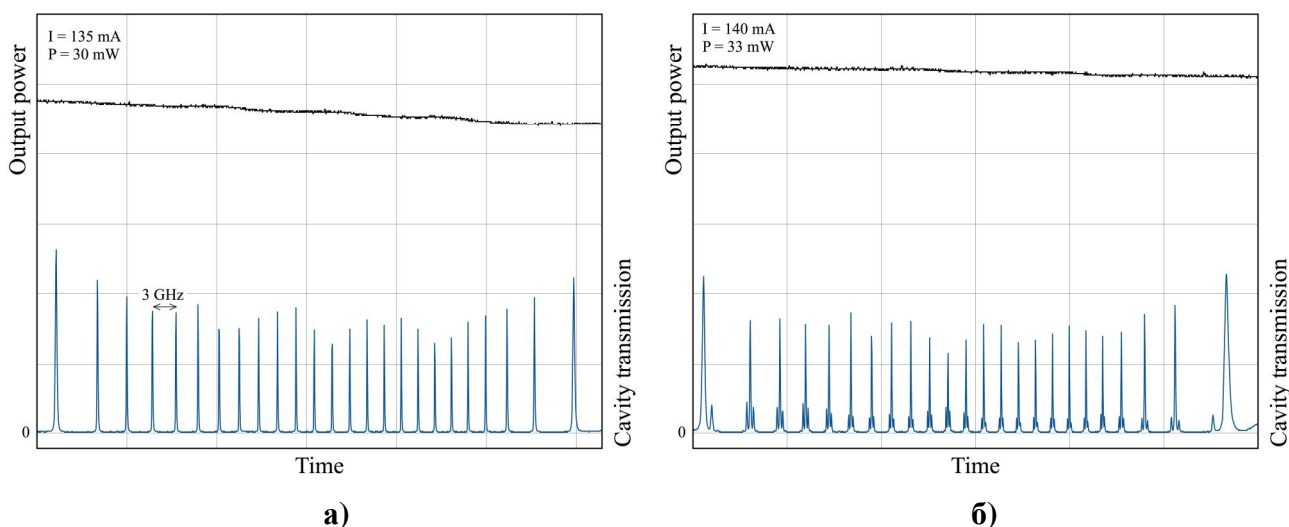 I = 135 mA
P = 30 mW
Output power
3 GHz
0
Cavity transmission
Time
а)
I = 140 mA
P = 33 mW
Output power
0
Cavity transmission
Time
б)